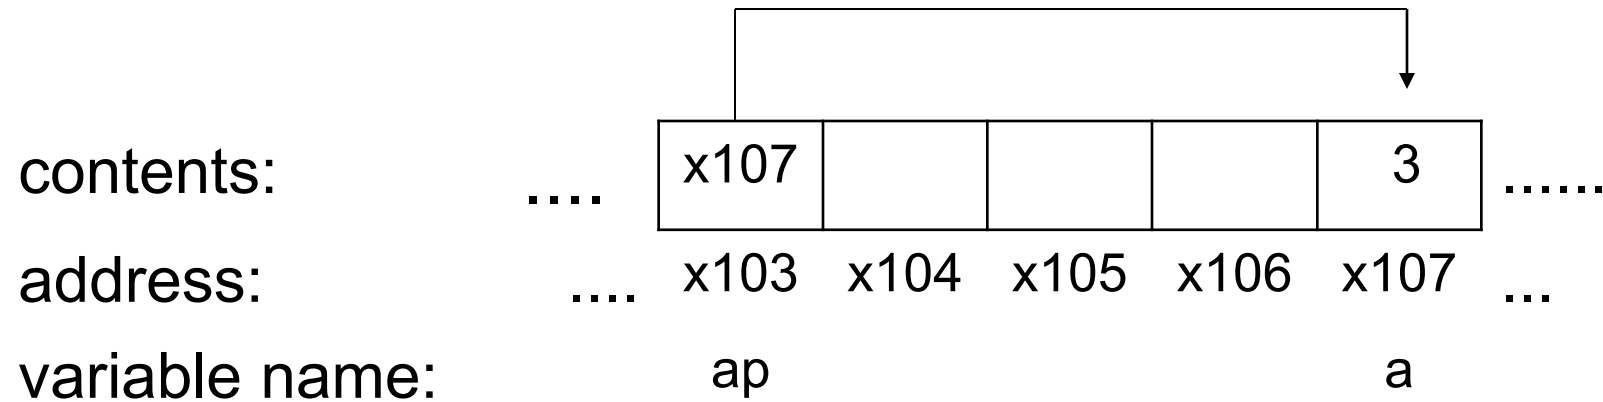 contents: .... x107 3 ......
address: .... x103 x104 x105 x106 x107 ...
variable name: ap a